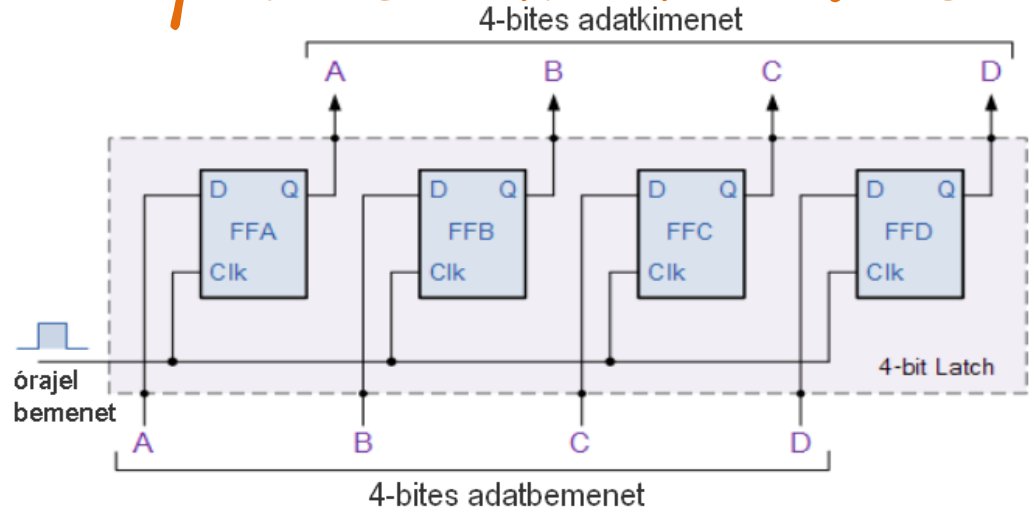 4-bites adatkimenet
A B C D
D Q D Q D Q D Q
FFA FFB FFC FFD
Clk Clk Clk Clk
4-bit Latch
órajel
bemenet
A B C D
4-bites adatbemenet